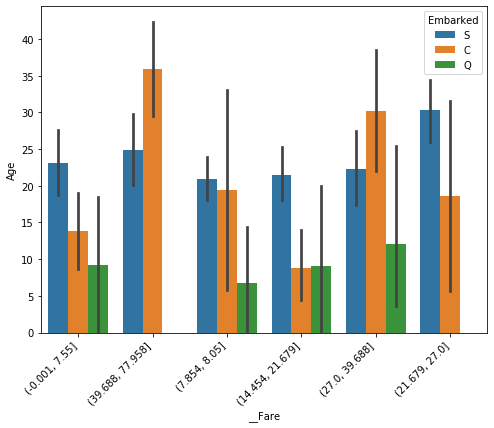 Embarked
S
C
Q
Age
40
35
30
25
20
15
10
5
0
(-0.001, 7.55]
(39.688, 77.958]
(7.854, 8.05]
(14.454, 21.679]
(27.0, 39.688]
(21.679, 27.0]
__Fare